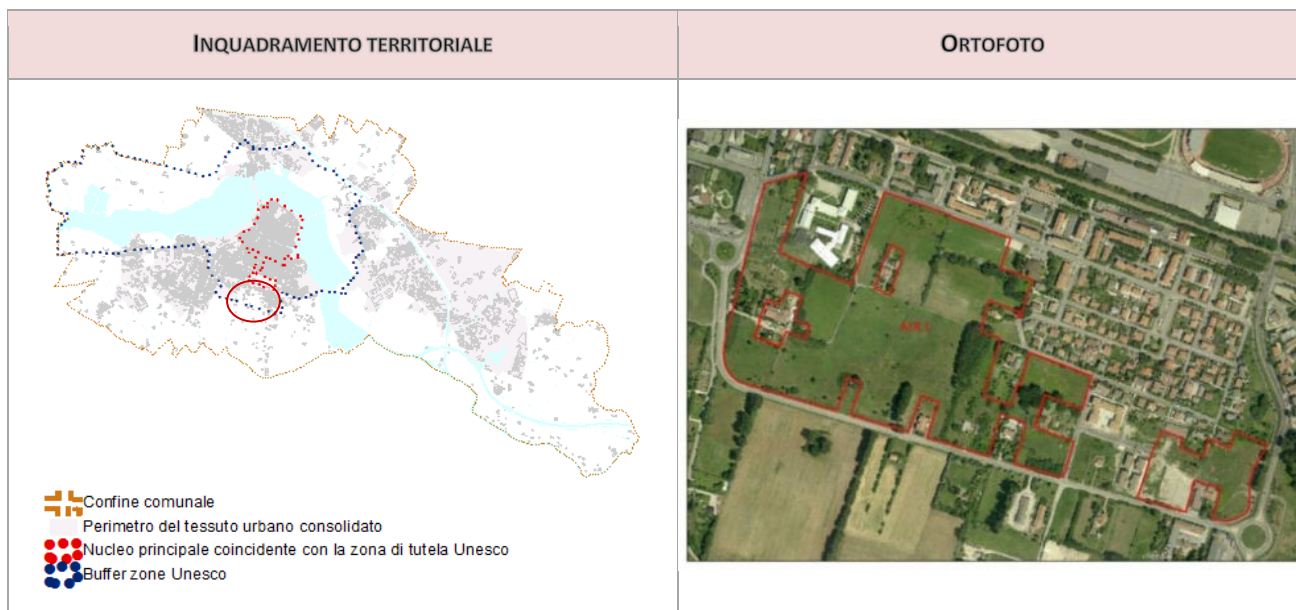 INQUADRAMENTO TERRITORIALE
ORTOFOTO
Confine comunale
Perimetro del tessuto urbano consolidato
Nucleo principale coincidente con la zona di tutela Unesco
Buffer zone Unesco